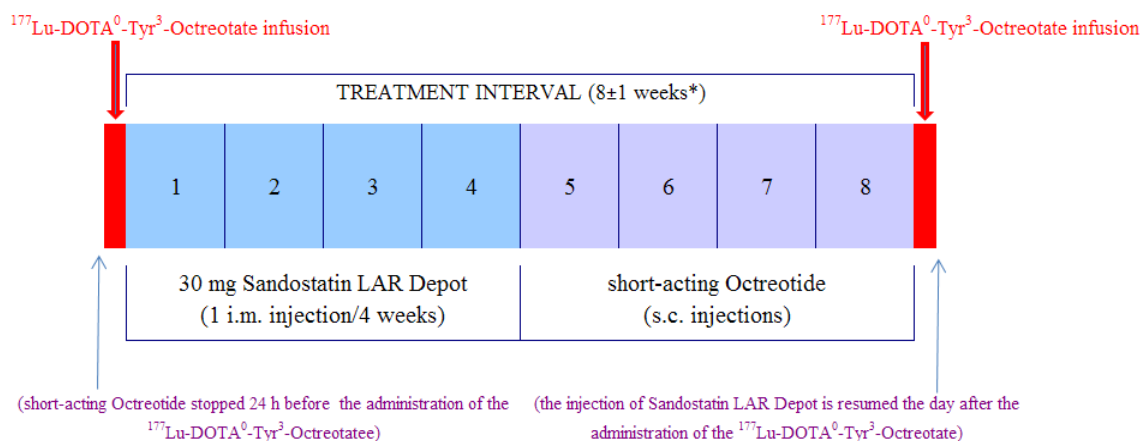 ¹⁷⁷Lu-DOTA⁰-Tyr³-Octreotate infusion
¹⁷⁷Lu-DOTA⁰-Tyr³-Octreotate infusion
TREATMENT INTERVAL (8±1 weeks*)
1 2 3 4 5 6 7 8
30 mg Sandostatin LAR Depot
(1 i.m. injection/4 weeks)
short-acting Octreotide
(s.c. injections)
(short-acting Octreotide stopped 24 h before the administration of the
¹⁷⁷Lu-DOTA⁰-Tyr³-Octreotatee)
(the injection of Sandostatin LAR Depot is resumed the day after the
administration of the ¹⁷⁷Lu-DOTA⁰-Tyr³-Octreotate)